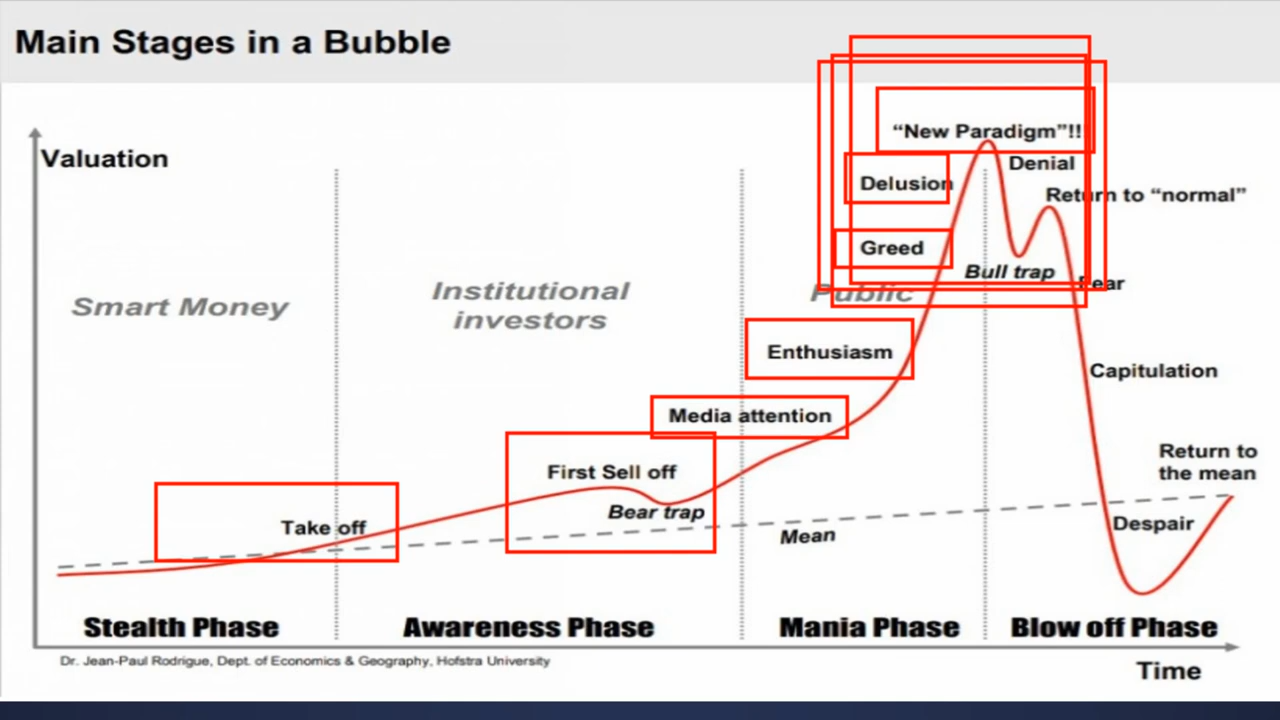 Main Stages in a Bubble
Valuation
“New Paradigm”!!
Denial
Delusion
Return to “normal”
Greed
Bull trap
Fear
Smart Money
Institutional
investors
Public
Enthusiasm
Capitulation
Media attention
First Sell off
Return to
the mean
Bear trap
Take off
Mean
Despair
Stealth Phase
Awareness Phase
Mania Phase
Blow off Phase
Dr. Jean-Paul Rodrigue, Dept. of Economics & Geography, Hofstra University
Time